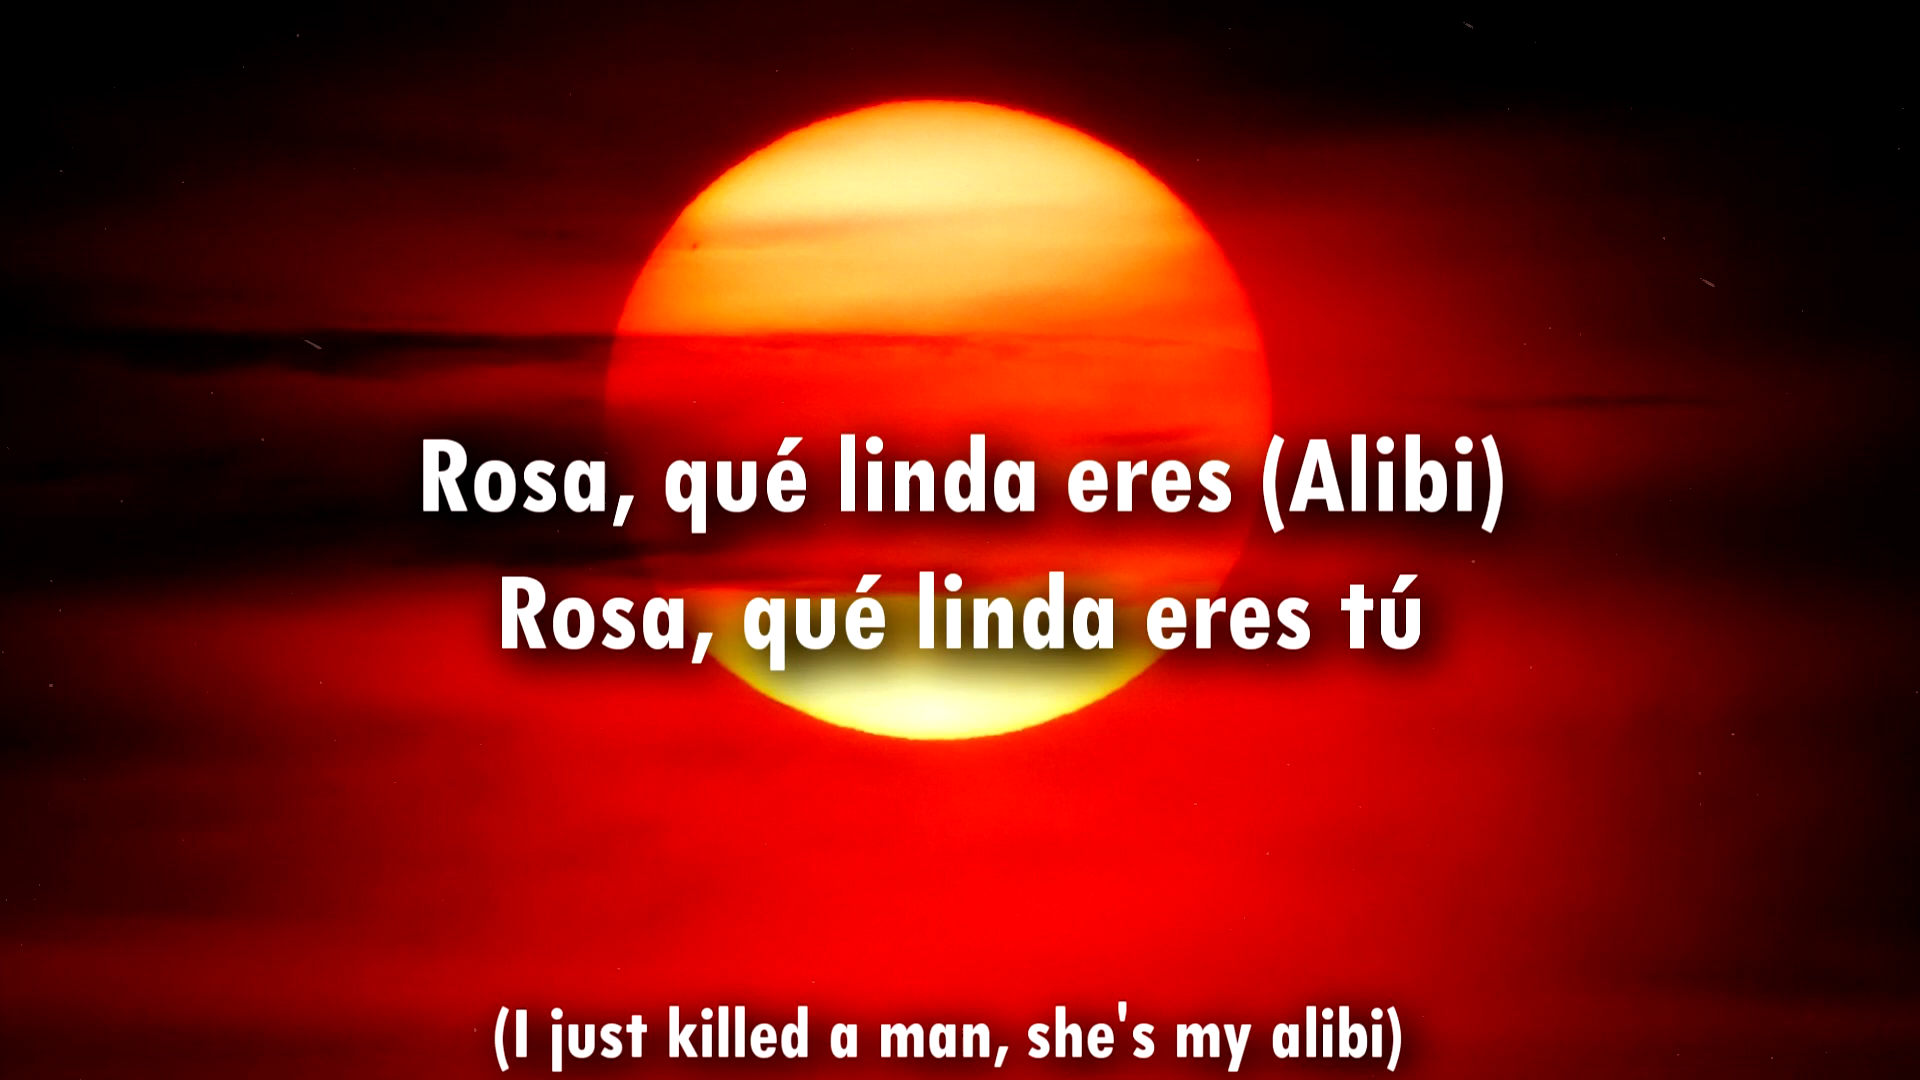 Rosa, qué linda eres (Alibi)
Rosa, qué linda eres tú
(I just killed a man, she's my alibi)